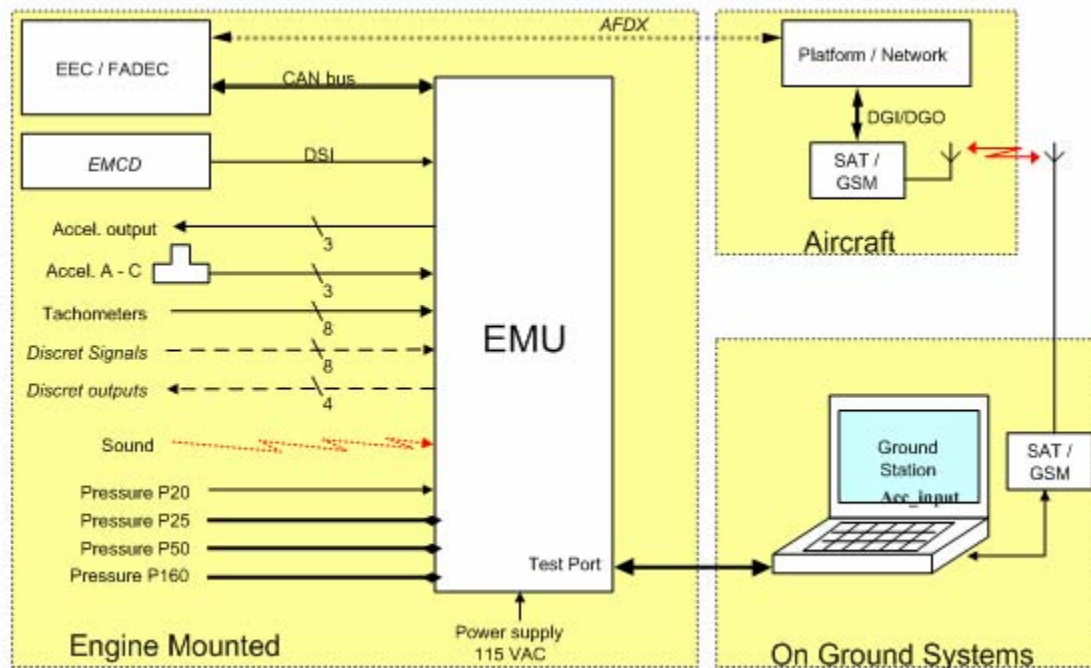 AFDX
EEC / FADEC
CAN bus
EMCD
DSI
Accel. output
3
Accel. A - C
3
Tachometers
8
Discret Signals
8
Discret outputs
4
Sound
Pressure P20
Pressure P25
Pressure P50
Pressure P160
EMU
Test Port
Power supply
115 VAC
Engine Mounted
Platform / Network
DGI/DGO
SAT /
GSM
Aircraft
Ground
Station
Acc_input
SAT /
GSM
On Ground Systems